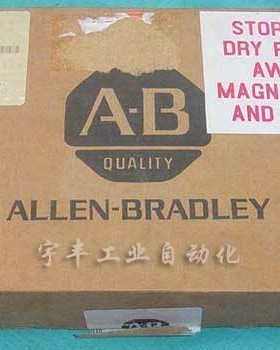 STOR
DRY P
AW
MAGN
AND
A-B
QUALITY
ALLEN-BRADLEY
宇丰工业自动化
A-B